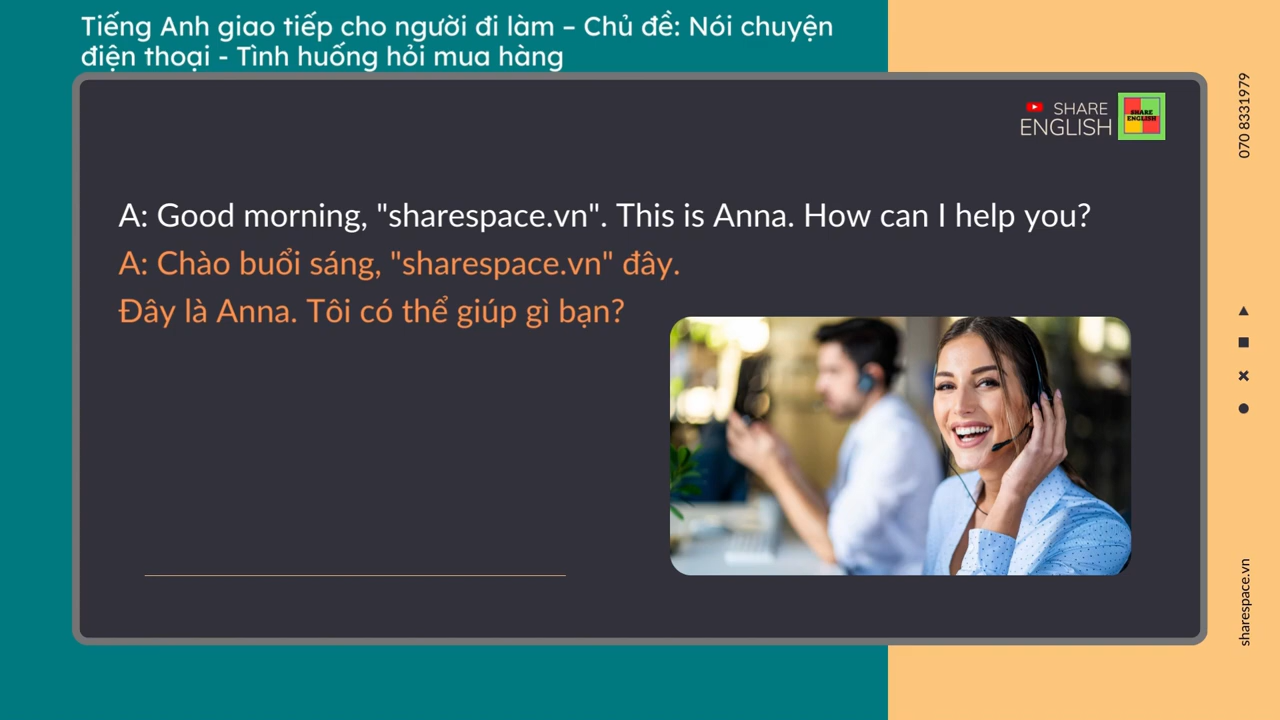 Tiếng Anh giao tiếp cho người đi làm – Chủ đề: Nói chuyện
điện thoại - Tình huống hỏi mua hàng
SHARE
ENGLISH
SHARE
ENGLISH
A: Good morning, "sharespace.vn". This is Anna. How can I help you?
A: Chào buổi sáng, "sharespace.vn" đây.
Đây là Anna. Tôi có thể giúp gì bạn?
070 8331979
sharespace.vn